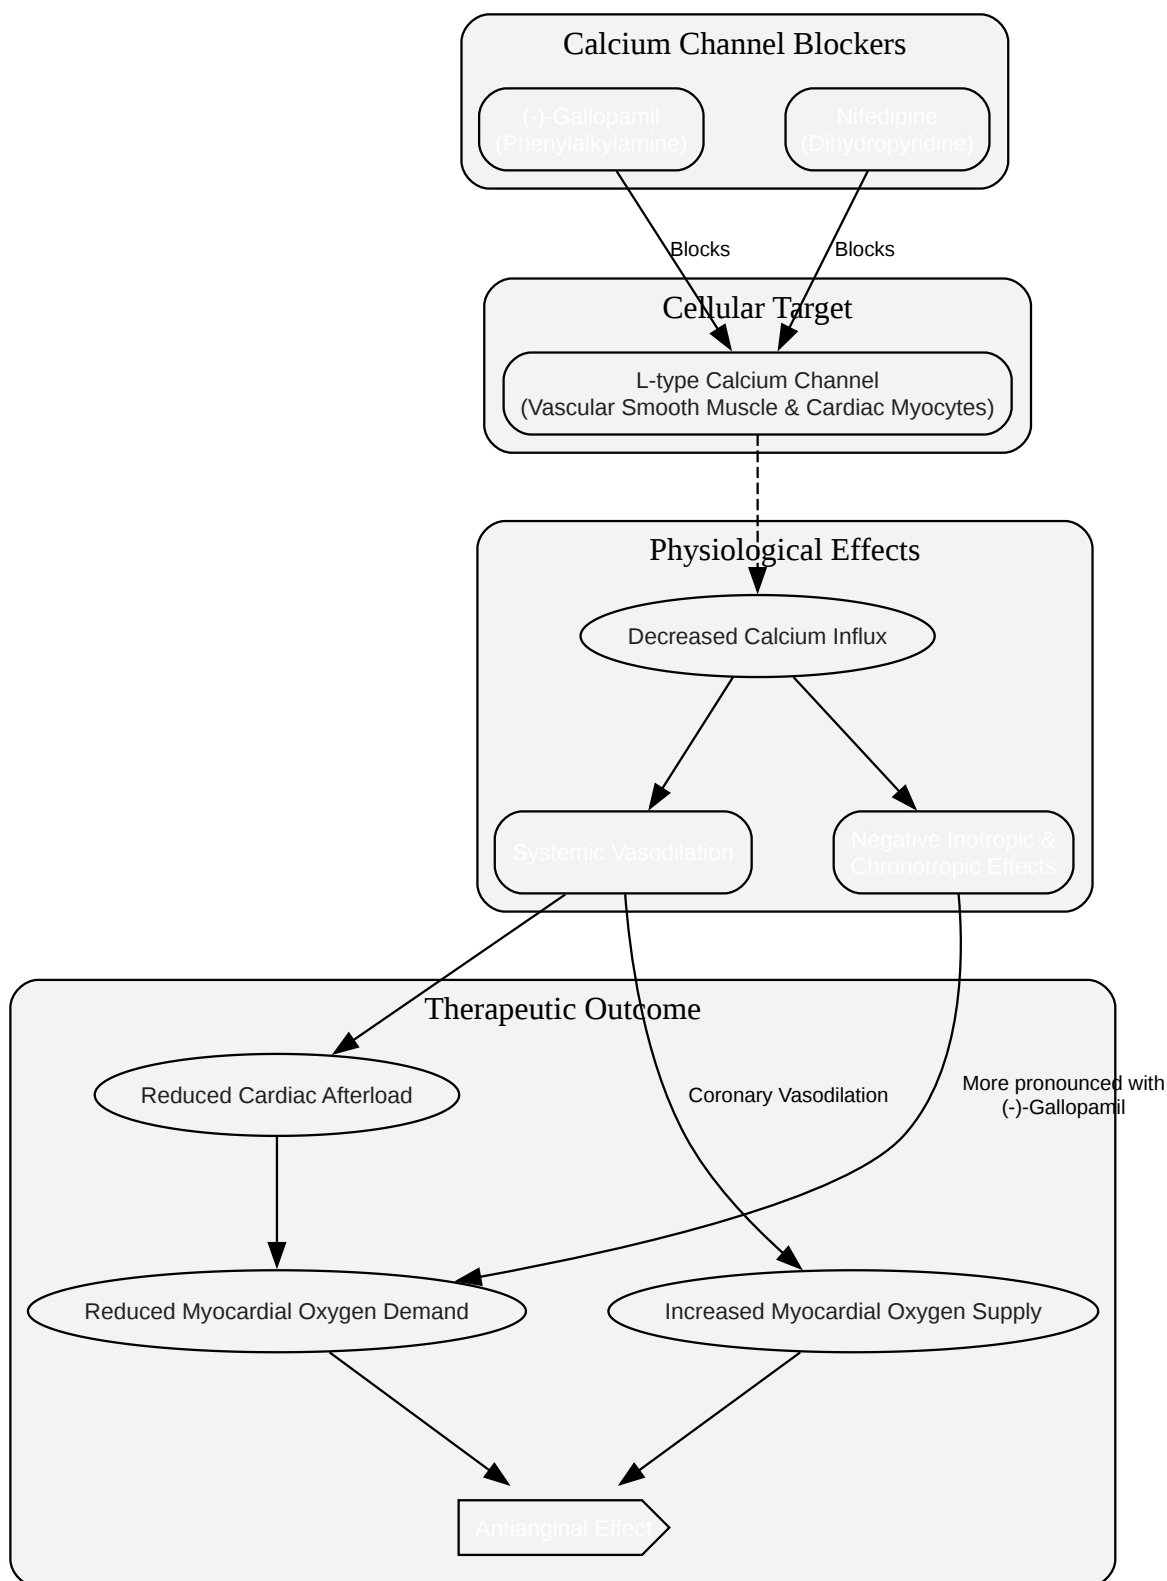 Calcium Channel Blockers
(-)-Gallopamil
(Phenylalkylamine)
Nifedipine
(Dihydropyridine)
Blocks
Blocks
Cellular Target
L-type Calcium Channel
(Vascular Smooth Muscle & Cardiac Myocytes)
Physiological Effects
Decreased Calcium Influx
Systemic Vasodilation
Negative Inotropic &
Chronotropic Effects
Therapeutic Outcome
Reduced Cardiac Afterload
Coronary Vasodilation
More pronounced with
(-)-Gallopamil
Reduced Myocardial Oxygen Demand
Increased Myocardial Oxygen Supply
Antianginal Effect